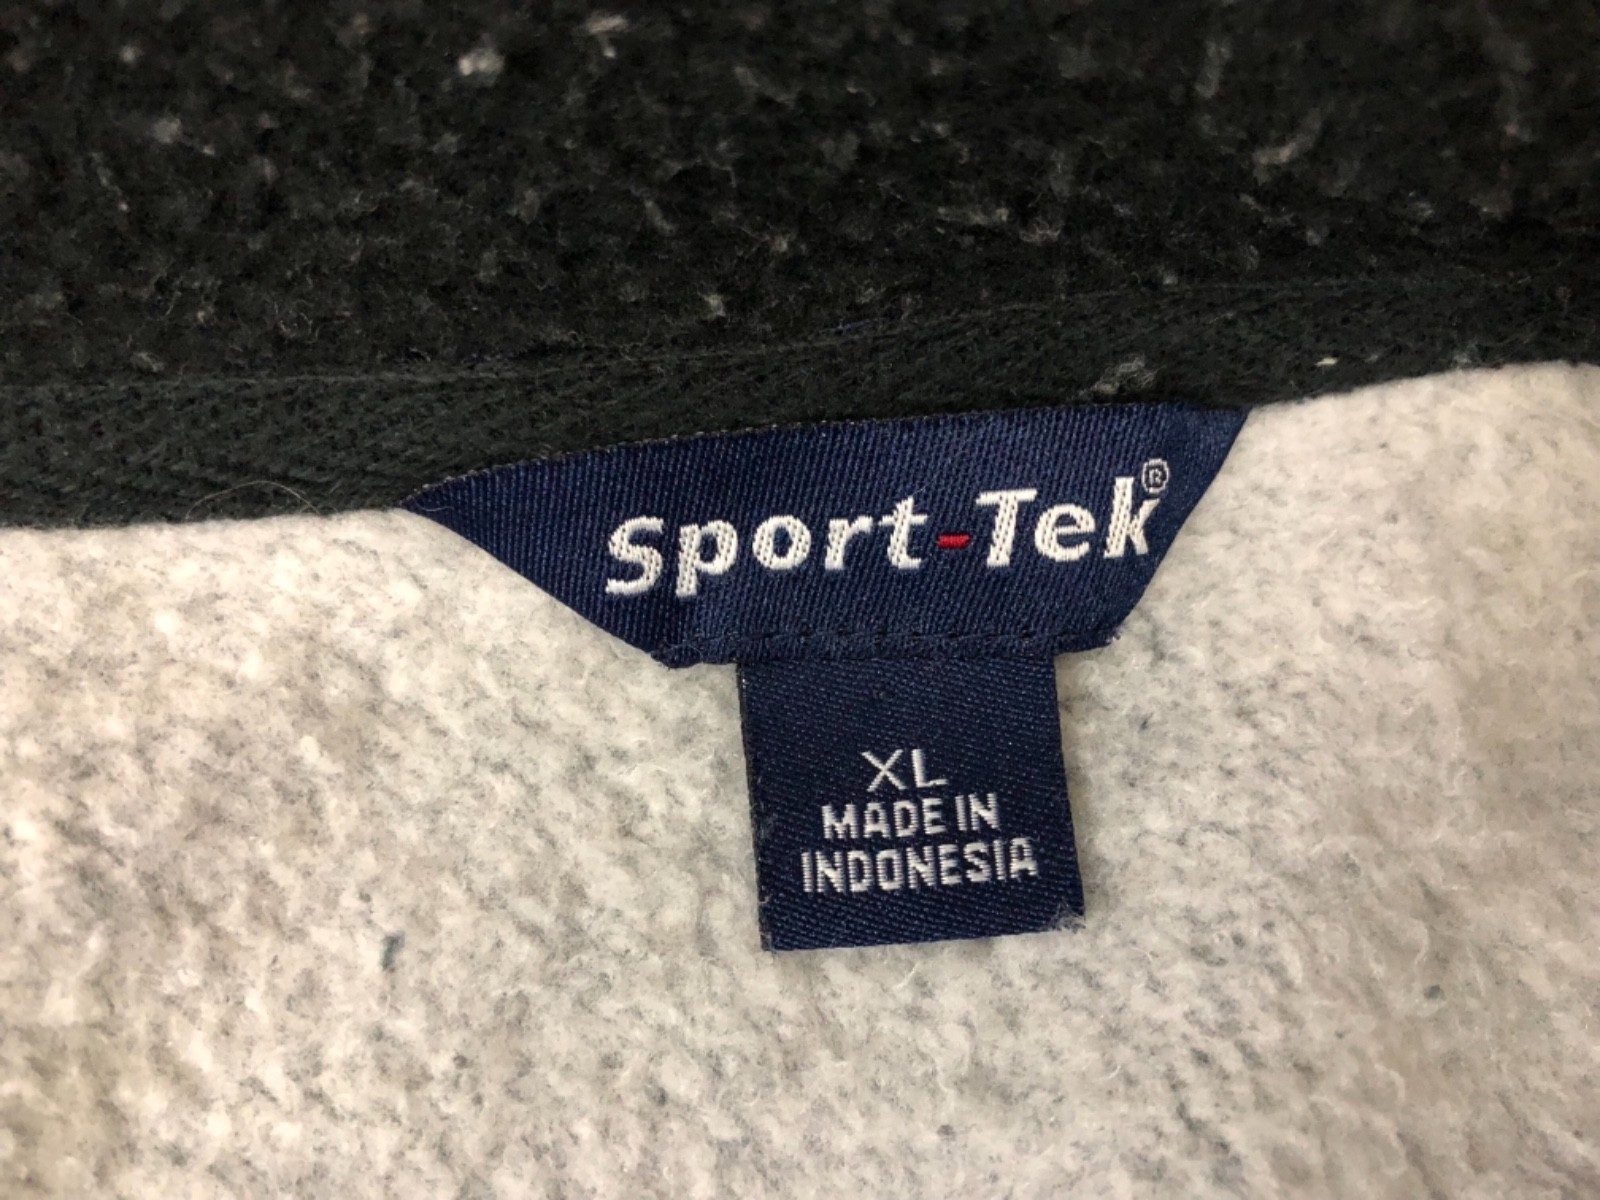 Sport-Tek®
XL
MADE IN
INDONESIA